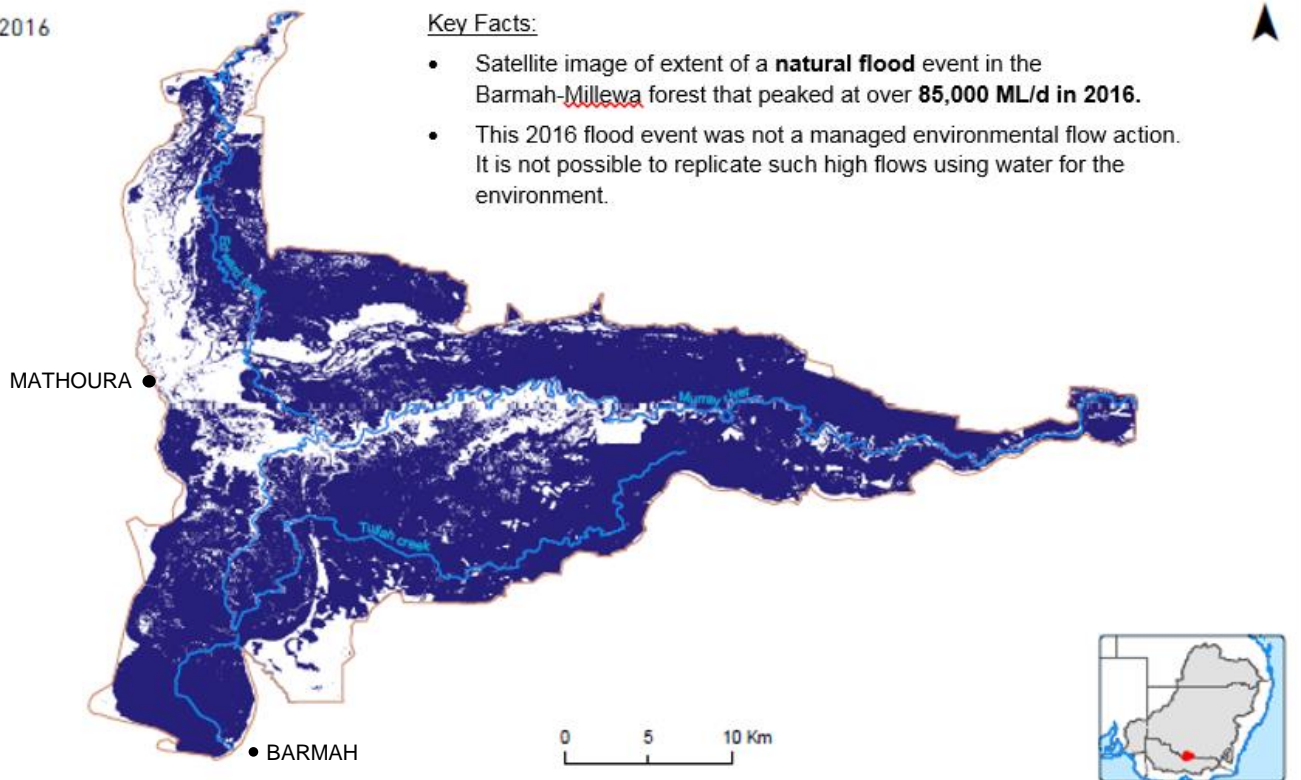 2016
Key Facts:
• Satellite image of extent of a natural flood event in the
Barmah-Millewa forest that peaked at over 85,000 ML/d in 2016.
• This 2016 flood event was not a managed environmental flow action.
It is not possible to replicate such high flows using water for the
environment.
MATHOURA
Murray River
Tullah creek
BARMAH
0 5 10 Km